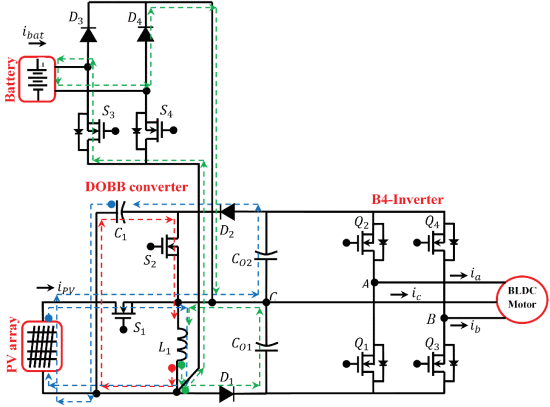 D3
D4
ibat
Battery
S3
S4
DOBB converter
B4-Inverter
C1
D2
Q2
Q4
S2
CO2
A
ia
iPV
C
ic
BLDC
Motor
S1
B
ib
PV array
L1
CO1
Q1
Q3
D1